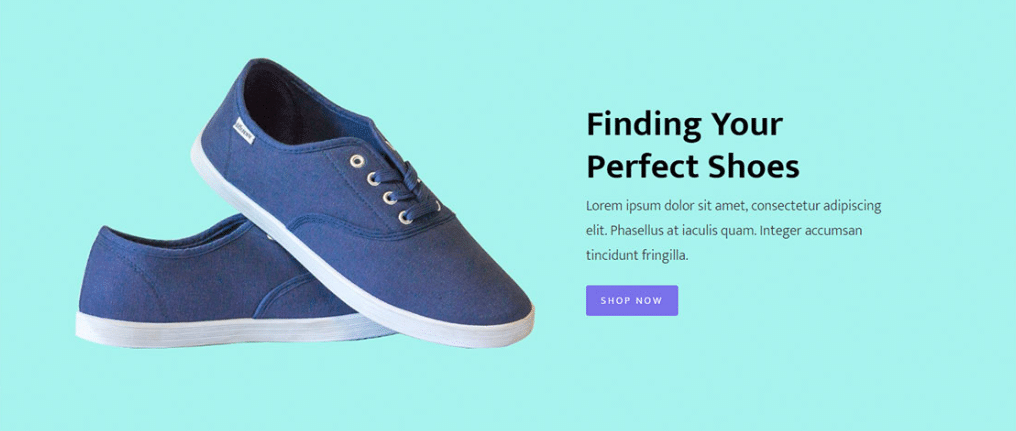 Finding Your
Perfect Shoes
Lorem ipsum dolor sit amet, consectetur adipiscing
elit. Phasellus at iaculis quam. Integer accumsan
tincidunt fringilla.
SHOP NOW